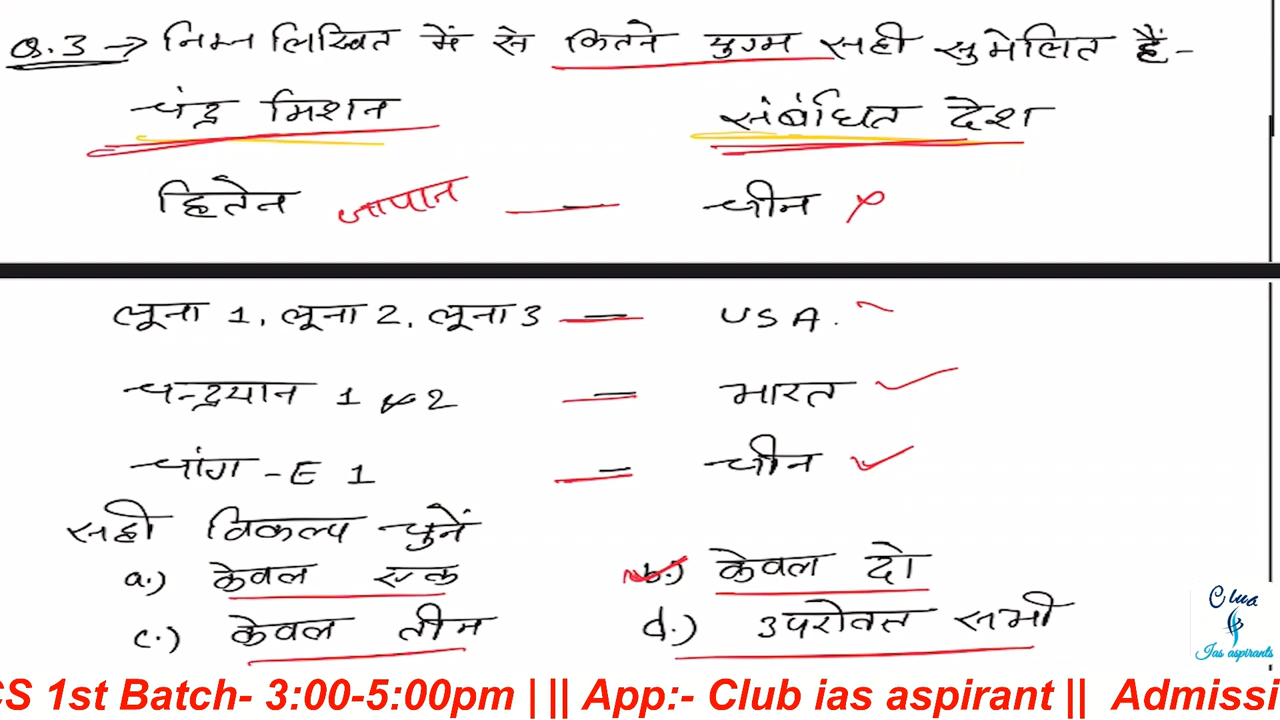 Q.3 → निम्नलिखित में से कितने युग्म सही सुमेलित हैं-
चंद्र मिशन संबंधित देश
हितेन जापान — चीन ×
लूना 1, लूना 2, लूना 3 — USA.
चन्द्रयान 1 & 2 — भारत ✓
चांग - E 1 — चीन ✓
सही विकल्प चुनें
a.) केवल एक b.) केवल दो
c.) केवल तीन d.) उपरोक्त सभी
Club
Ias aspirants
CS 1st Batch- 3:00-5:00pm | || App:- Club ias aspirant || Admissi